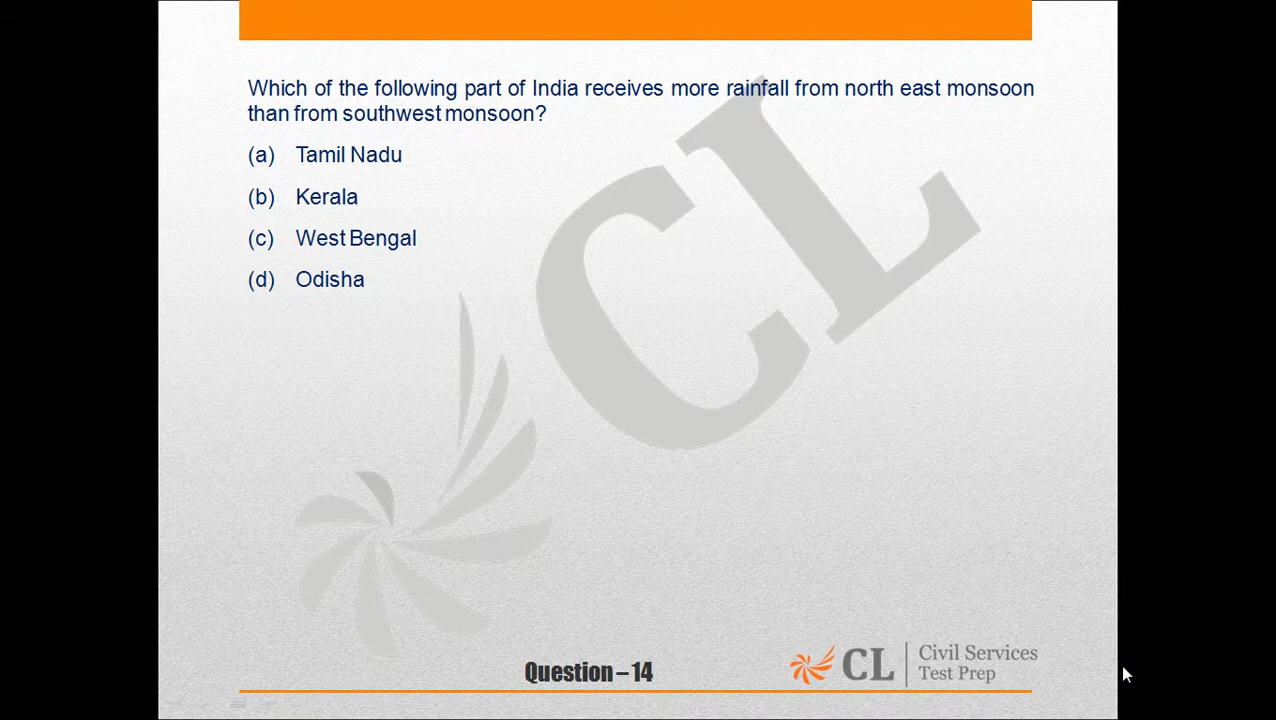 Which of the following part of India receives more rainfall from north east monsoon
than from southwest monsoon?
(a) Tamil Nadu
(b) Kerala
(c) West Bengal
(d) Odisha
CL
Question – 14
CL
Civil Services
Test Prep